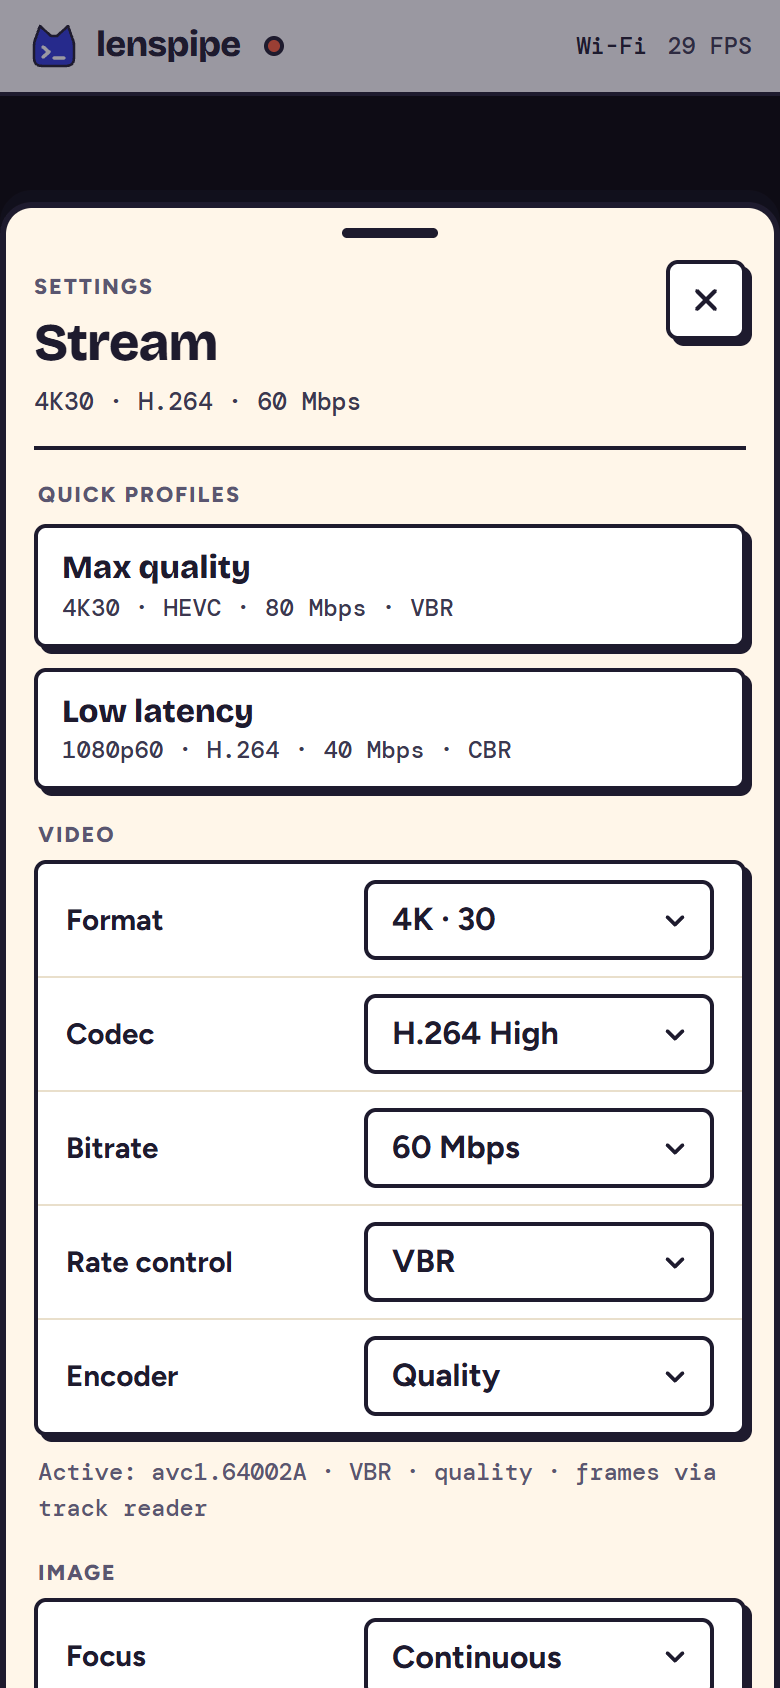 lenspipe
Wi-Fi 29 FPS
SETTINGS
Stream
4K30 · H.264 · 60 Mbps
QUICK PROFILES
Max quality
4K30 · HEVC · 80 Mbps · VBR
Low latency
1080p60 · H.264 · 40 Mbps · CBR
VIDEO
Format 4K · 30
Codec H.264 High
Bitrate 60 Mbps
Rate control VBR
Encoder Quality
Active: avc1.64002A · VBR · quality · frames via
track reader
IMAGE
Focus Continuous